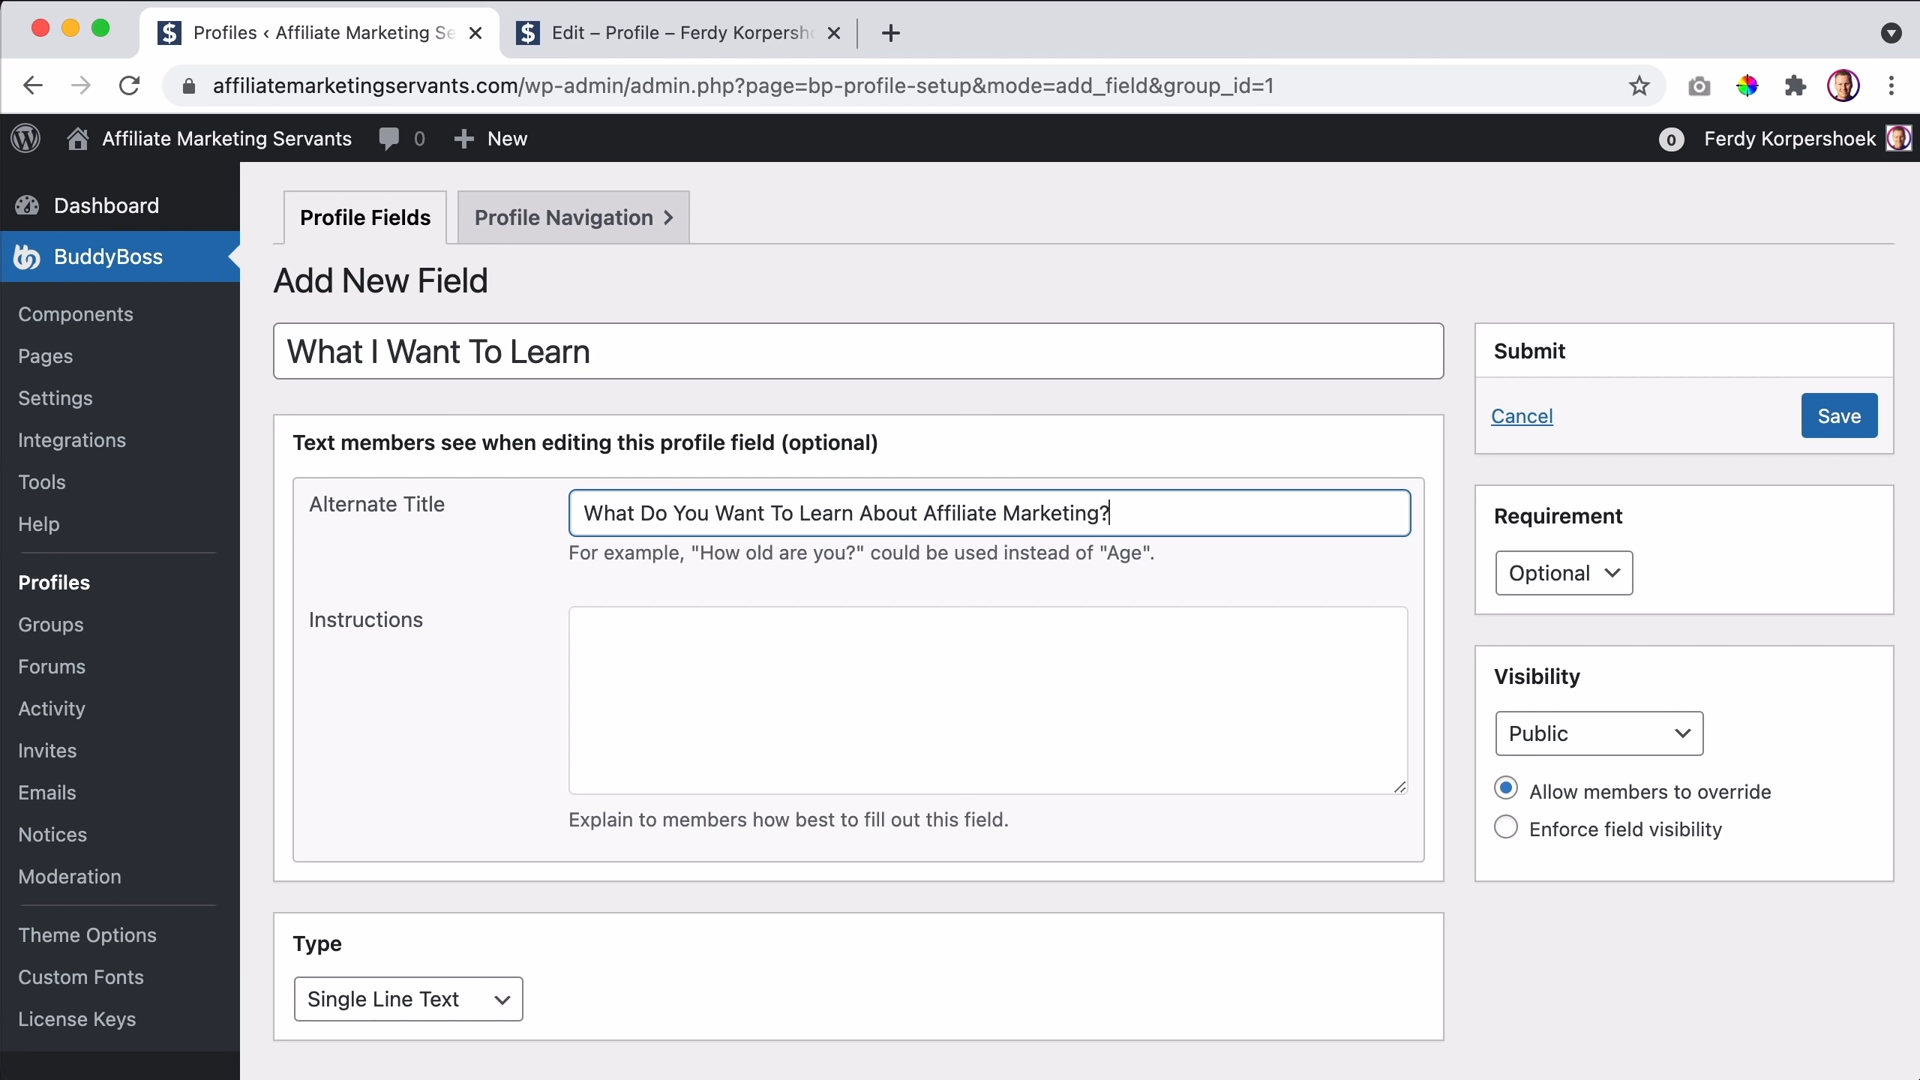 Profiles ‹ Affiliate Marketing Se
Edit – Profile – Ferdy Korpersho
affiliatemarketingservants.com/wp-admin/admin.php?page=bp-profile-setup&mode=add_field&group_id=1
Affiliate Marketing Servants
0
New
0
Ferdy Korpershoek
Dashboard
BuddyBoss
Components
Pages
Settings
Integrations
Tools
Help
Profiles
Groups
Forums
Activity
Invites
Emails
Notices
Moderation
Theme Options
Custom Fonts
License Keys
Profile Fields
Profile Navigation
Add New Field
What I Want To Learn
Text members see when editing this profile field (optional)
Alternate Title
What Do You Want To Learn About Affiliate Marketing?
For example, "How old are you?" could be used instead of "Age".
Instructions
Explain to members how best to fill out this field.
Type
Single Line Text
Submit
Cancel
Save
Requirement
Optional
Visibility
Public
Allow members to override
Enforce field visibility